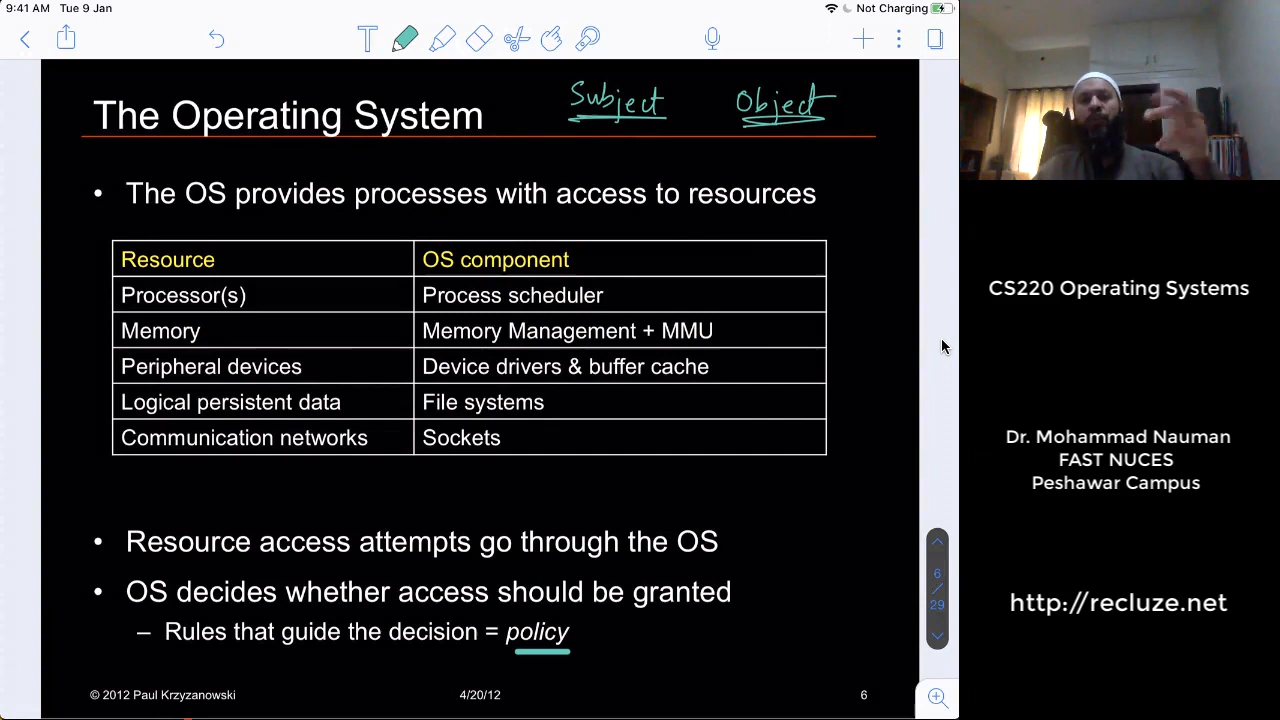 9:41 AM Tue 9 Jan
Not Charging
T
The Operating System
Subject Object
• The OS provides processes with access to resources
Resource OS component
Processor(s) Process scheduler
Memory Memory Management + MMU
Peripheral devices Device drivers & buffer cache
Logical persistent data File systems
Communication networks Sockets
• Resource access attempts go through the OS
• OS decides whether access should be granted
– Rules that guide the decision = policy
© 2012 Paul Krzyzanowski 4/20/12 6
6
/
29
CS220 Operating Systems
Dr. Mohammad Nauman
FAST NUCES
Peshawar Campus
http://recluze.net